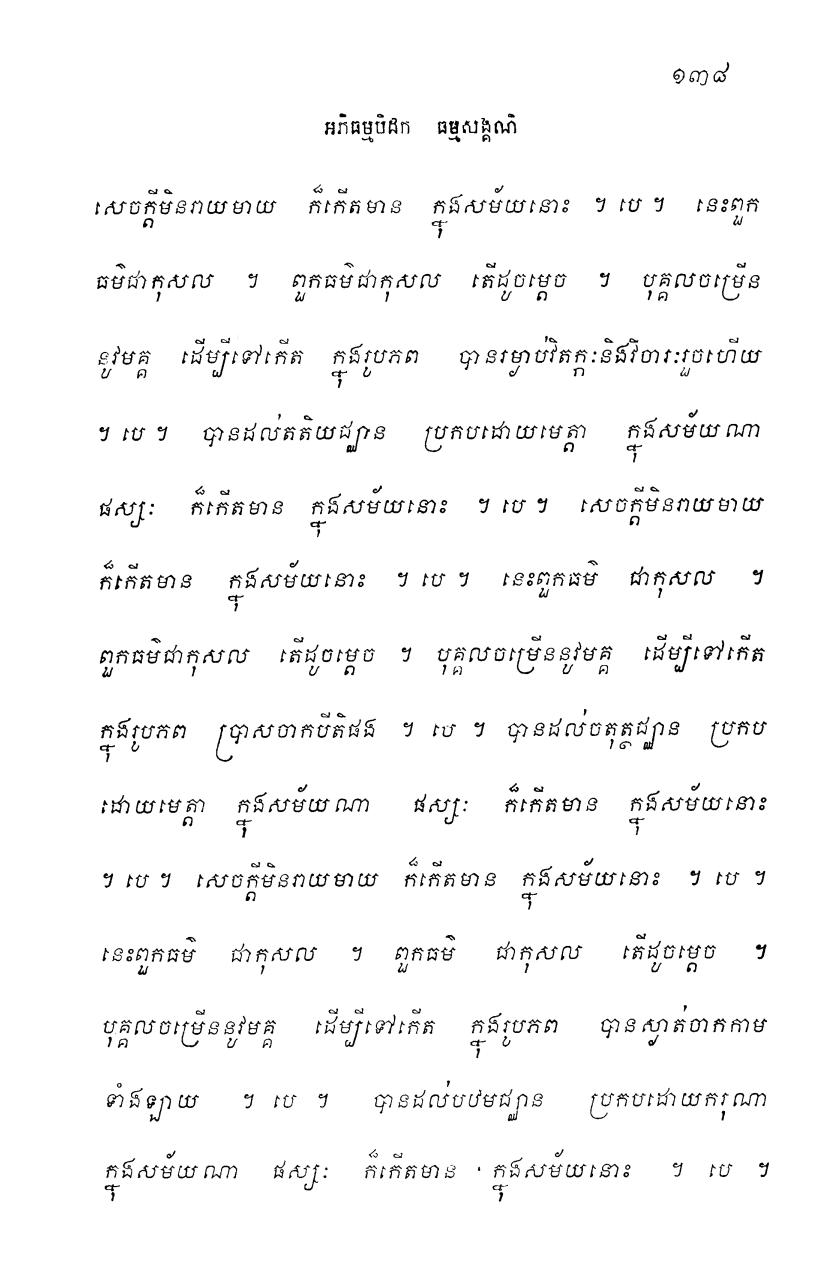 ១៣៨
អភិធម្មបិដក ធម្មសង្គណិ
សេចក្តីមិនរាយមាយ ក៏កើតមាន ក្នុងសម័យនោះ ។ បេ ។ នេះពួក
ធម៌ជាកុសល ។ ពួកធម៌ជាកុសល តើដូចម្តេច ។ បុគ្គលចម្រើន
នូវមគ្គ ដើម្បីទៅកើត ក្នុងរូបភព បានរម្ងាប់វិតក្កៈនិងវិចារៈរួចហើយ
។ បេ ។ បានដល់តតិយជ្ឈាន ប្រកបដោយមេត្តា ក្នុងសម័យណា
ផស្សៈ ក៏កើតមាន ក្នុងសម័យនោះ ។ បេ ។ សេចក្តីមិនរាយមាយ
ក៏កើតមាន ក្នុងសម័យនោះ ។ បេ ។ នេះពួកធម៌ ជាកុសល ។
ពួកធម៌ជាកុសល តើដូចម្តេច ។ បុគ្គលចម្រើននូវមគ្គ ដើម្បីទៅកើត
ក្នុងរូបភព ប្រាសចាកបីតិផង ។ បេ ។ បានដល់ចតុត្ថជ្ឈាន ប្រកប
ដោយមេត្តា ក្នុងសម័យណា ផស្សៈ ក៏កើតមាន ក្នុងសម័យនោះ
។ បេ ។ សេចក្តីមិនរាយមាយ ក៏កើតមាន ក្នុងសម័យនោះ ។ បេ ។
នេះពួកធម៌ ជាកុសល ។ ពួកធម៌ ជាកុសល តើដូចម្តេច ។
បុគ្គលចម្រើននូវមគ្គ ដើម្បីទៅកើត ក្នុងរូបភព បានស្ងាត់ចាកកាម
ទាំងឡាយ ។ បេ ។ បានដល់បឋមជ្ឈាន ប្រកបដោយករុណា
ក្នុងសម័យណា ផស្សៈ ក៏កើតមាន ក្នុងសម័យនោះ ។ បេ ។